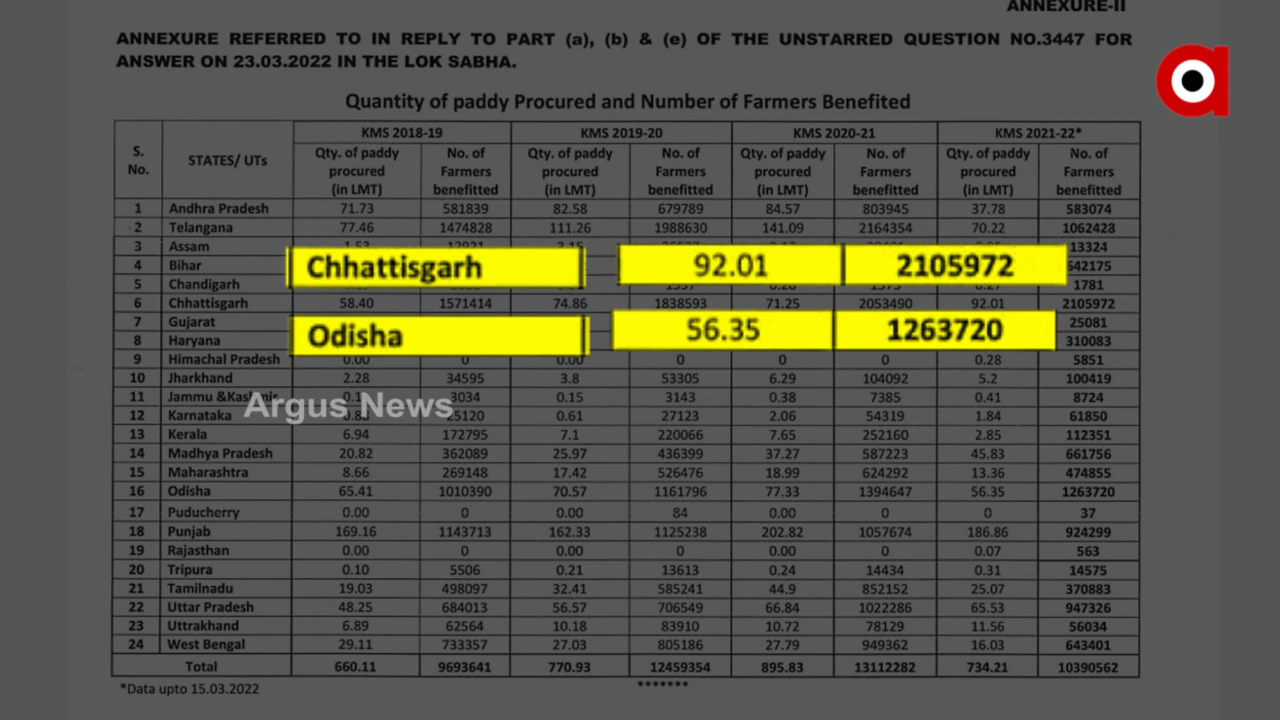 ANNEXURE-II
ANNEXURE REFERRED TO IN REPLY TO PART (a), (b) & (e) OF THE UNSTARRED QUESTION NO.3447 FOR
ANSWER ON 23.03.2022 IN THE LOK SABHA.
Quantity of paddy Procured and Number of Farmers Benefited
S. No. STATES/ UTs KMS 2018-19 KMS 2019-20 KMS 2020-21 KMS 2021-22*
Qty. of paddy procured (in LMT) No. of Farmers benefitted Qty. of paddy procured (in LMT) No. of Farmers benefitted Qty. of paddy procured (in LMT) No. of Farmers benefitted Qty. of paddy procured (in LMT) No. of Farmers benefitted
1 Andhra Pradesh 71.73 581839 82.58 679789 84.57 803945 37.78 583074
2 Telangana 77.46 1474828 111.26 1988630 141.09 2164354 70.22 1062428
3 Assam 13324
Chhattisgarh 92.01 2105972
4 Bihar 642175
5 Chandigarh 1781
6 Chhattisgarh 58.40 1571414 74.86 1838593 71.25 2053490 92.01 2105972
7 Gujarat 25081
Odisha 56.35 1263720
8 Haryana 310083
9 Himachal Pradesh 0.00 0 0.00 0 0.00 0 0.28 5851
10 Jharkhand 2.28 34595 3.8 53305 6.29 104092 5.2 100419
11 Jammu &Kashmir 3034 0.15 3143 0.38 7385 0.41 8724
Argus News
12 Karnataka 25120 0.61 27123 2.06 54319 1.84 61850
13 Kerala 6.94 172795 7.1 220066 7.65 252160 2.85 112351
14 Madhya Pradesh 20.82 362089 25.97 436399 37.27 587223 45.83 661756
15 Maharashtra 8.66 269148 17.42 526476 18.99 624292 13.36 474855
16 Odisha 65.41 1010390 70.57 1161796 77.33 1394647 56.35 1263720
17 Puducherry 0.00 0 0.00 84 0.00 0 0 37
18 Punjab 169.16 1143713 162.33 1125238 202.82 1057674 186.86 924299
19 Rajasthan 0.00 0 0.00 0 0.00 0 0.07 563
20 Tripura 0.10 5506 0.21 13613 0.24 14434 0.31 14575
21 Tamilnadu 19.03 498097 32.41 585241 44.9 852152 25.07 370883
22 Uttar Pradesh 48.25 684013 56.57 706549 66.84 1022286 65.53 947326
23 Uttrakhand 6.89 62564 10.18 83910 10.72 78129 11.56 56034
24 West Bengal 29.11 733357 27.03 805186 27.79 949362 16.03 643401
Total 660.11 9693641 770.93 12459354 895.83 13112282 734.21 10390562
*Data upto 15.03.2022 *******